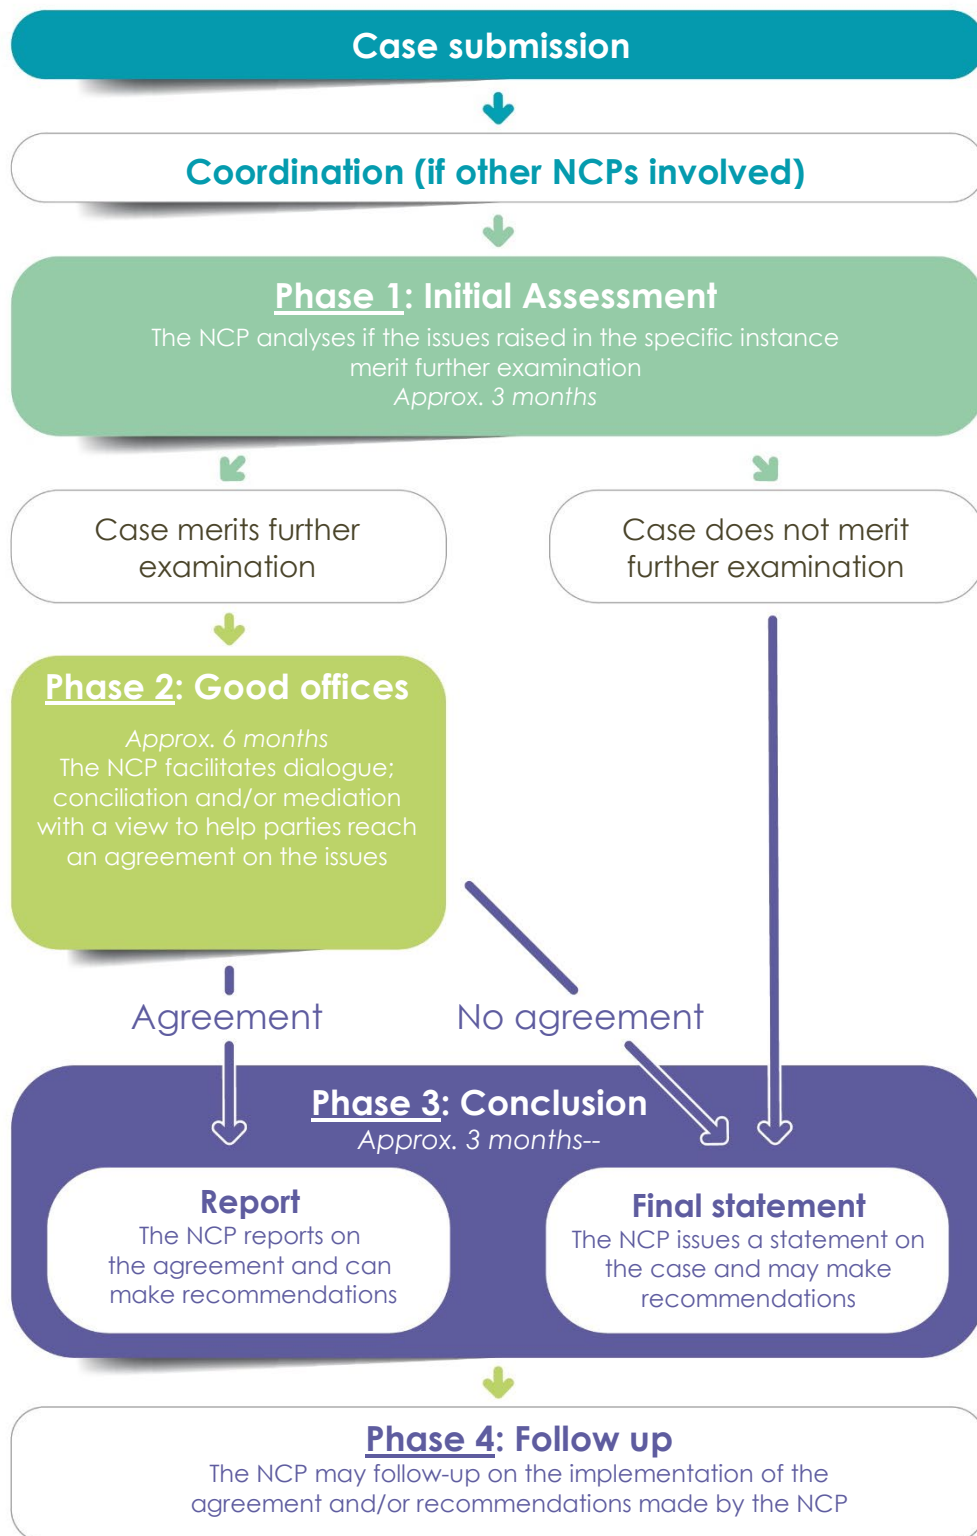 Case submission
Coordination (if other NCPs involved)
Phase 1: Initial Assessment
The NCP analyses if the issues raised in the specific instance
merit further examination
Approx. 3 months
Case merits further
examination
Case does not merit
further examination
Phase 2: Good offices
Approx. 6 months
The NCP facilitates dialogue;
conciliation and/or mediation
with a view to help parties reach
an agreement on the issues
Agreement
No agreement
Phase 3: Conclusion
Approx. 3 months--
Report
The NCP reports on
the agreement and can
make recommendations
Final statement
The NCP issues a statement on
the case and may make
recommendations
Phase 4: Follow up
The NCP may follow-up on the implementation of the
agreement and/or recommendations made by the NCP